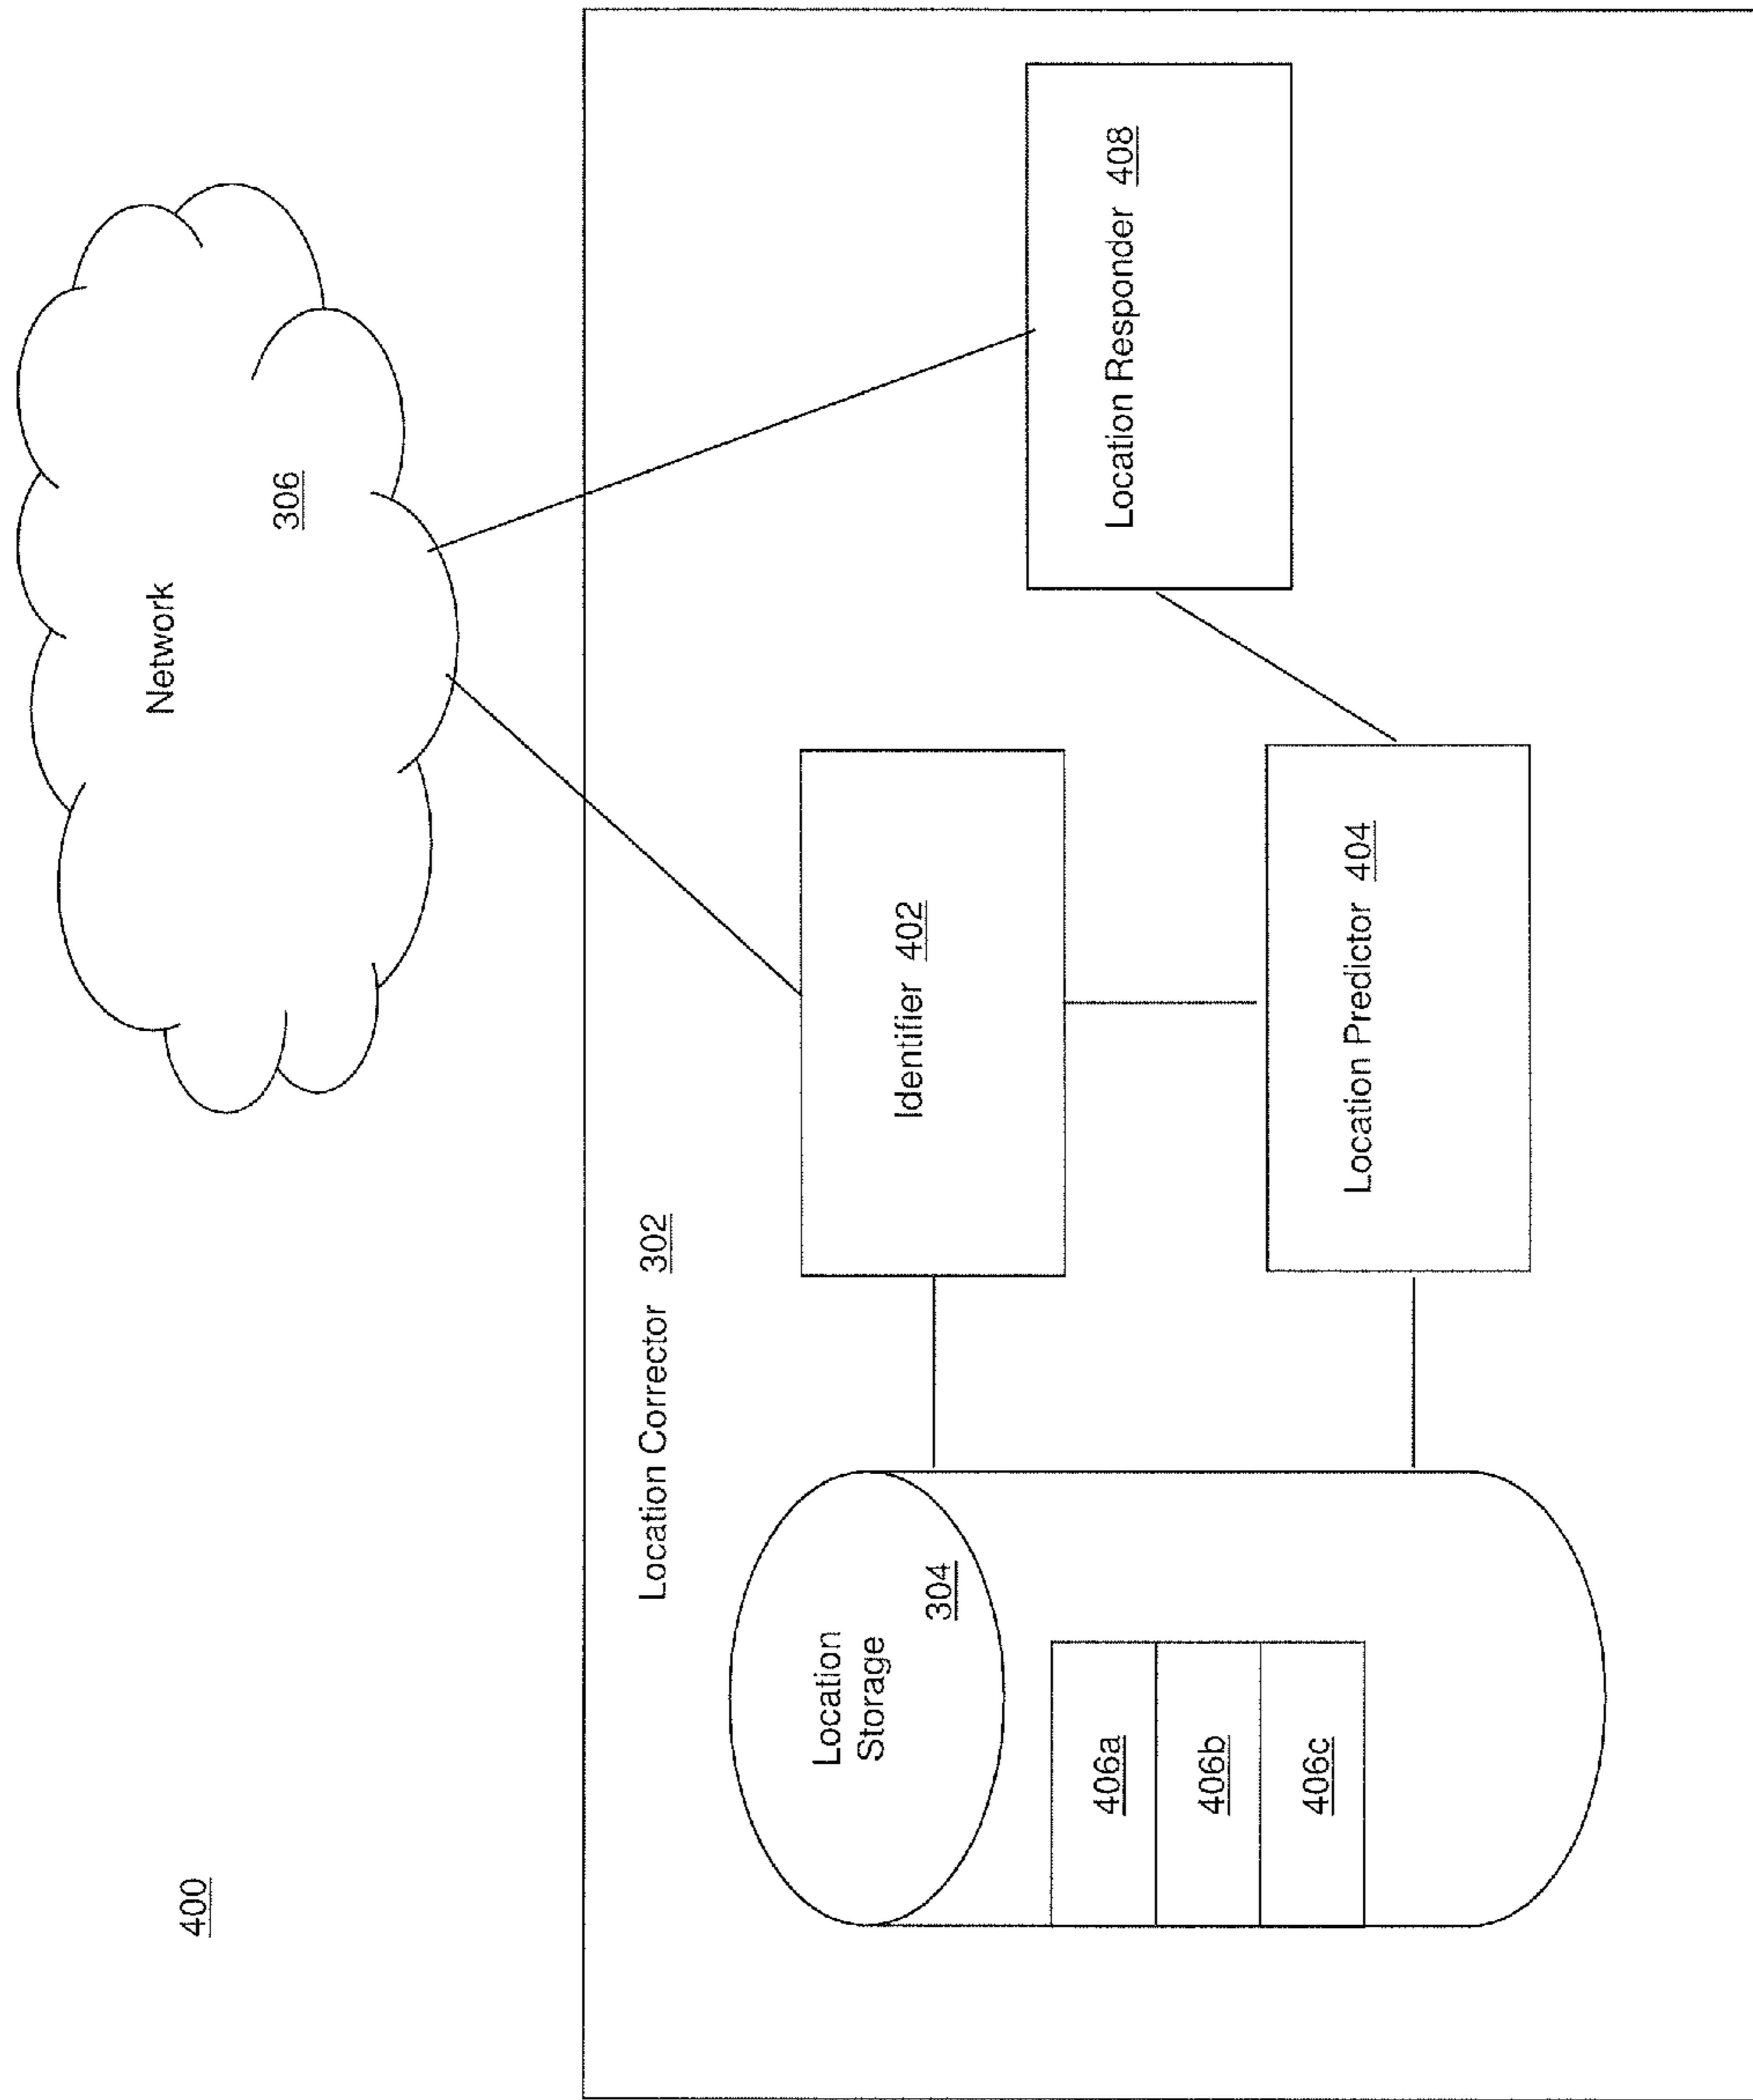 400
Network
306
Location Corrector 302
Location
Storage
304
406a
406b
406c
Identifier 402
Location Predictor 404
Location Responder 408